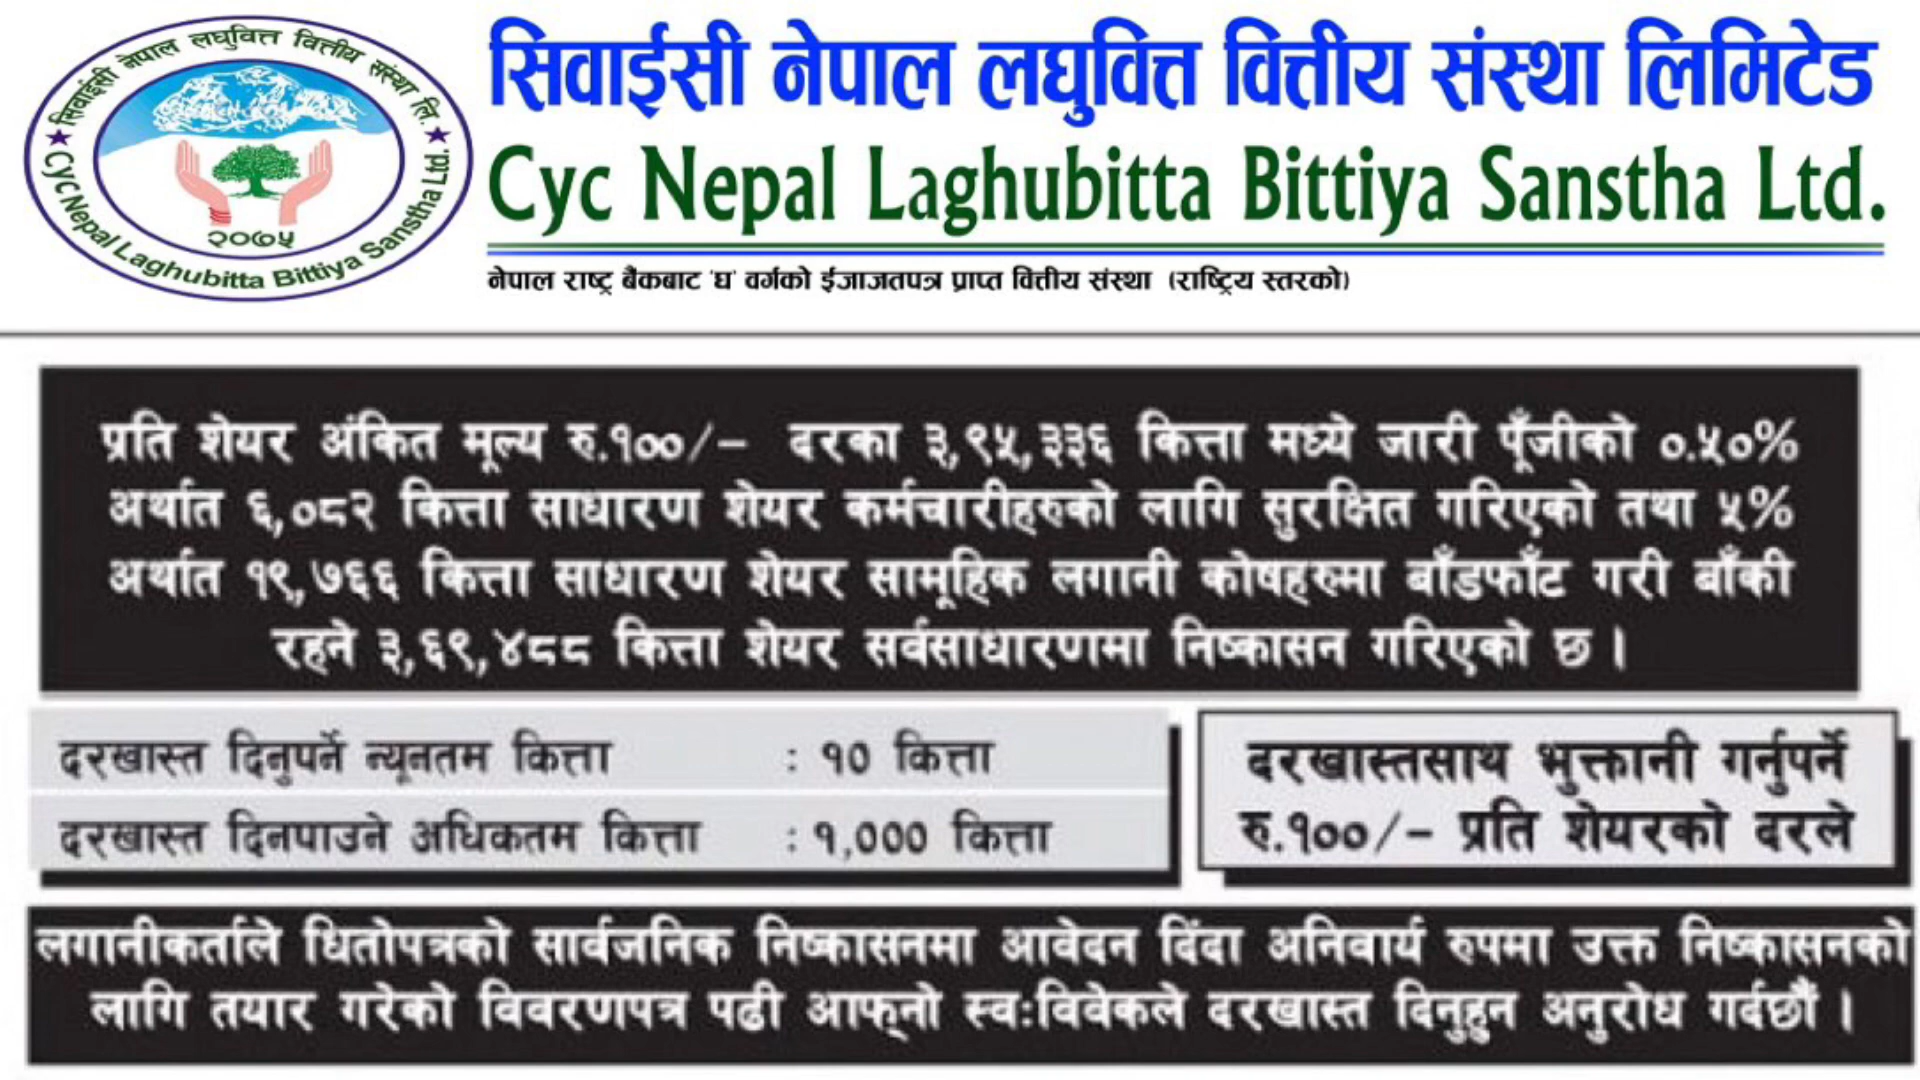 सिवाईसी नेपाल लघुवित्त वित्तीय संस्था लि.
Cyc Nepal Laghubitta Bittiya Sanstha Ltd.
२०७५
सिवाईसी नेपाल लघुवित्त वित्तीय संस्था लिमिटेड
Cyc Nepal Laghubitta Bittiya Sanstha Ltd.
नेपाल राष्ट्र बैंकबाट 'घ' वर्गको ईजाजतपत्र प्राप्त वित्तीय संस्था (राष्ट्रिय स्तरको)
प्रति शेयर अंकित मूल्य रु.१००/- दरका ३,९५,३३६ कित्ता मध्ये जारी पूँजीको ०.५०%
अर्थात ६,०८२ कित्ता साधारण शेयर कर्मचारीहरुको लागि सुरक्षित गरिएको तथा ५%
अर्थात १९,७६६ कित्ता साधारण शेयर सामूहिक लगानी कोषहरुमा बाँडफाँट गरी बाँकी
रहने ३,६९,४८८ कित्ता शेयर सर्वसाधारणमा निष्कासन गरिएको छ ।
दरखास्त दिनुपर्ने न्यूनतम कित्ता : १० कित्ता
दरखास्त दिनपाउने अधिकतम कित्ता : १,००० कित्ता
दरखास्तसाथ भुक्तानी गर्नुपर्ने
रु.१००/- प्रति शेयरको दरले
लगानीकर्ताले धितोपत्रको सार्वजनिक निष्कासनमा आवेदन दिंदा अनिवार्य रुपमा उक्त निष्कासनको
लागि तयार गरेको विवरणपत्र पढी आफ्नो स्व:विवेकले दरखास्त दिनुहुन अनुरोध गर्दछौं ।